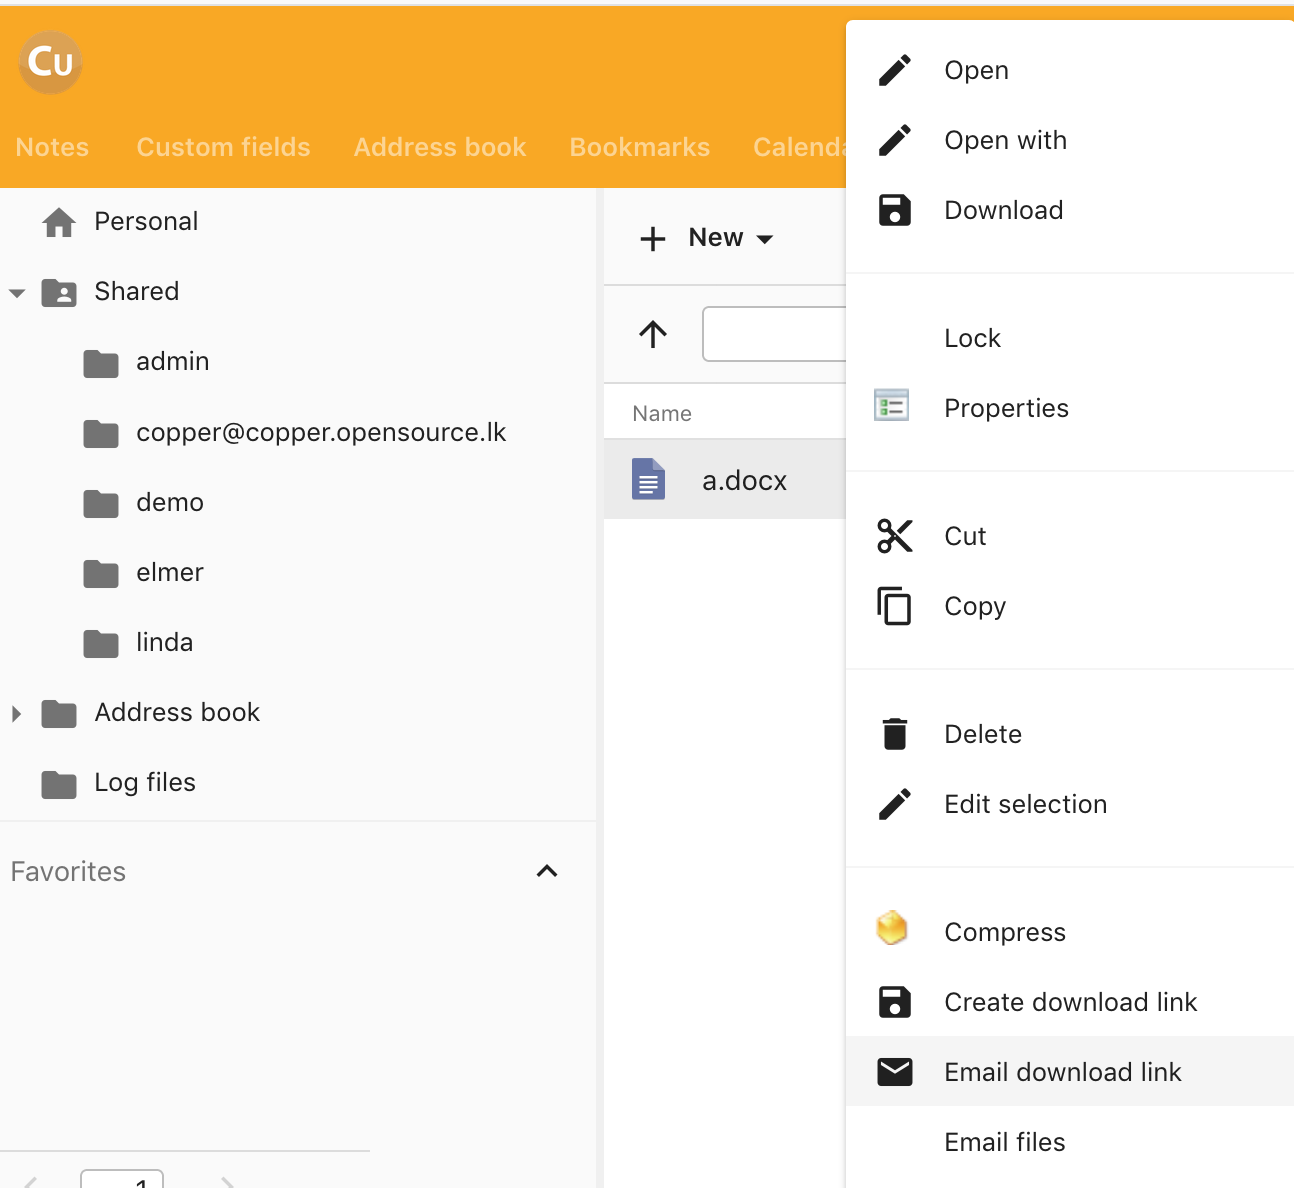 Cu
Notes Custom fields Address book Bookmarks
Personal
Shared
admin
copper@copper.opensource.lk
demo
elmer
linda
Address book
Log files
Favorites
1
New
Name
a.docx
Open
Open with
Download
Lock
Properties
Cut
Copy
Delete
Edit selection
Compress
Create download link
Email download link
Email files